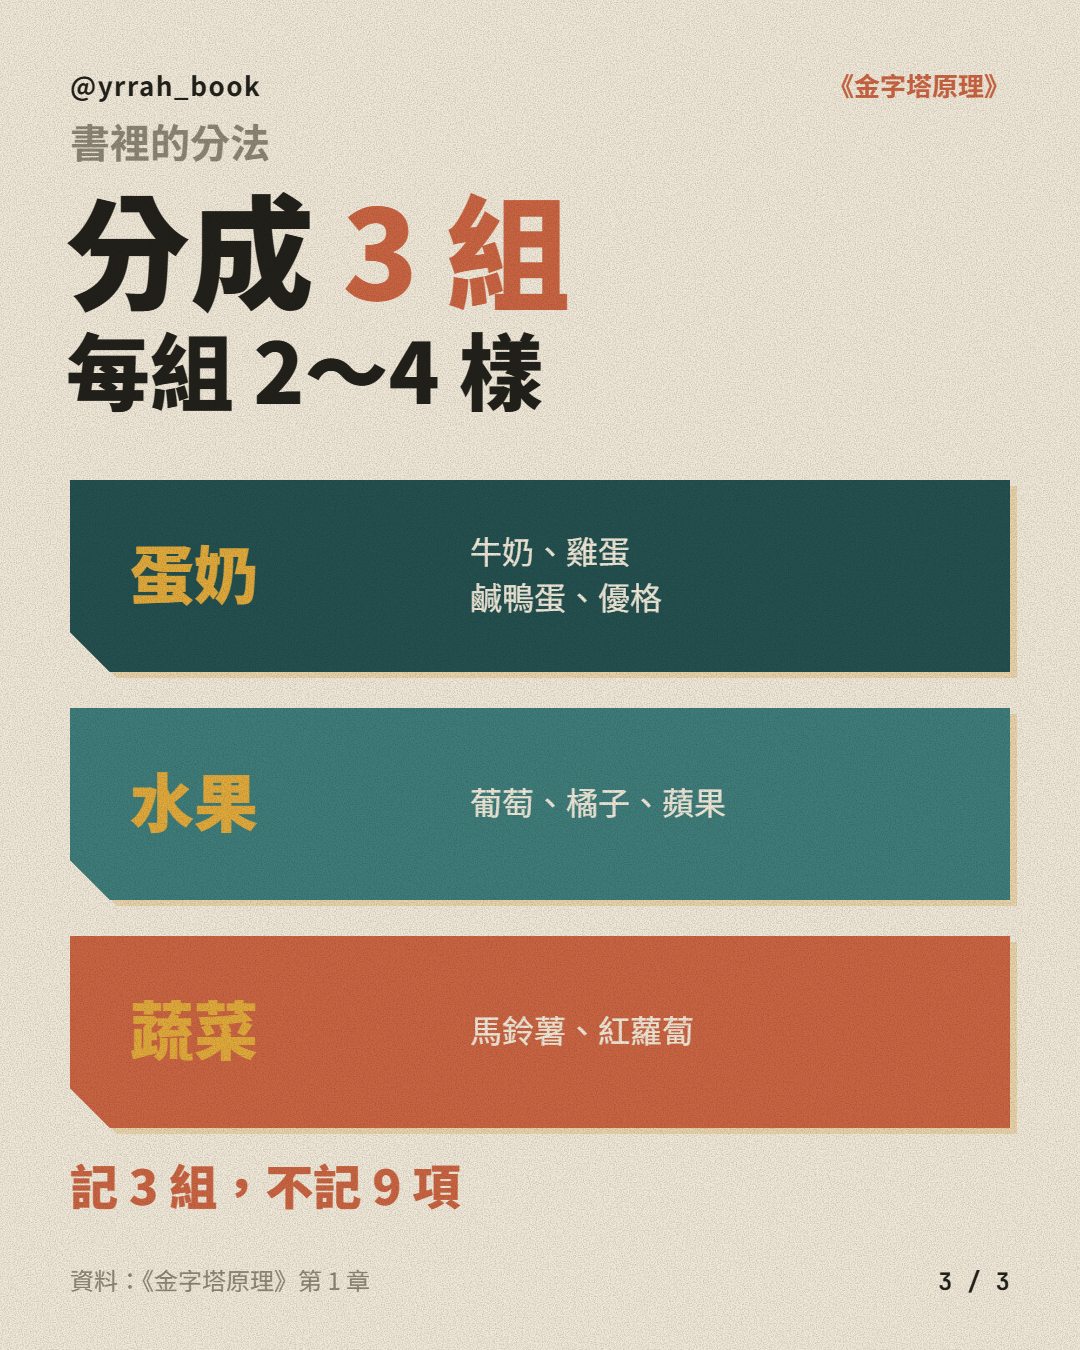 @yrrah_book
《金字塔原理》
書裡的分法
分成 3 組
每組 2～4 樣
蛋奶
牛奶、雞蛋
鹹鴨蛋、優格
水果
葡萄、橘子、蘋果
蔬菜
馬鈴薯、紅蘿蔔
記 3 組，不記 9 項
資料：《金字塔原理》第 1 章
3 / 3